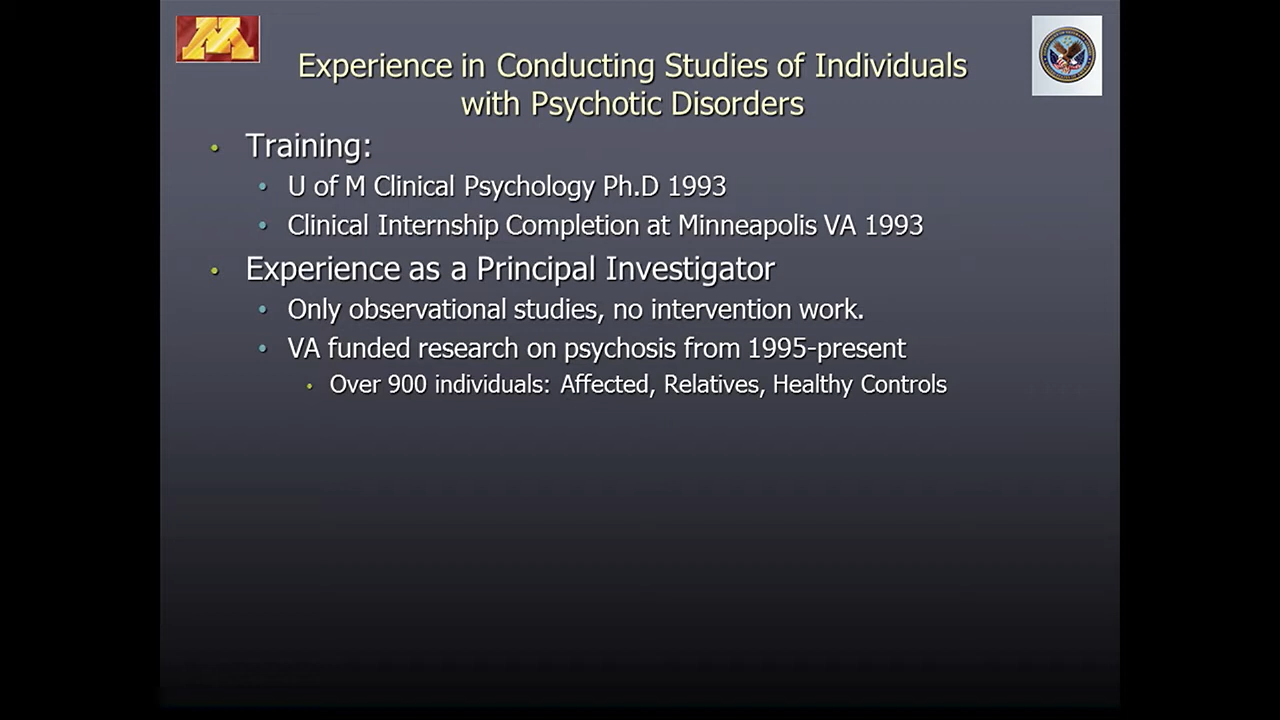 Experience in Conducting Studies of Individuals
with Psychotic Disorders
• Training:
• U of M Clinical Psychology Ph.D 1993
• Clinical Internship Completion at Minneapolis VA 1993
• Experience as a Principal Investigator
• Only observational studies, no intervention work.
• VA funded research on psychosis from 1995-present
• Over 900 individuals: Affected, Relatives, Healthy Controls